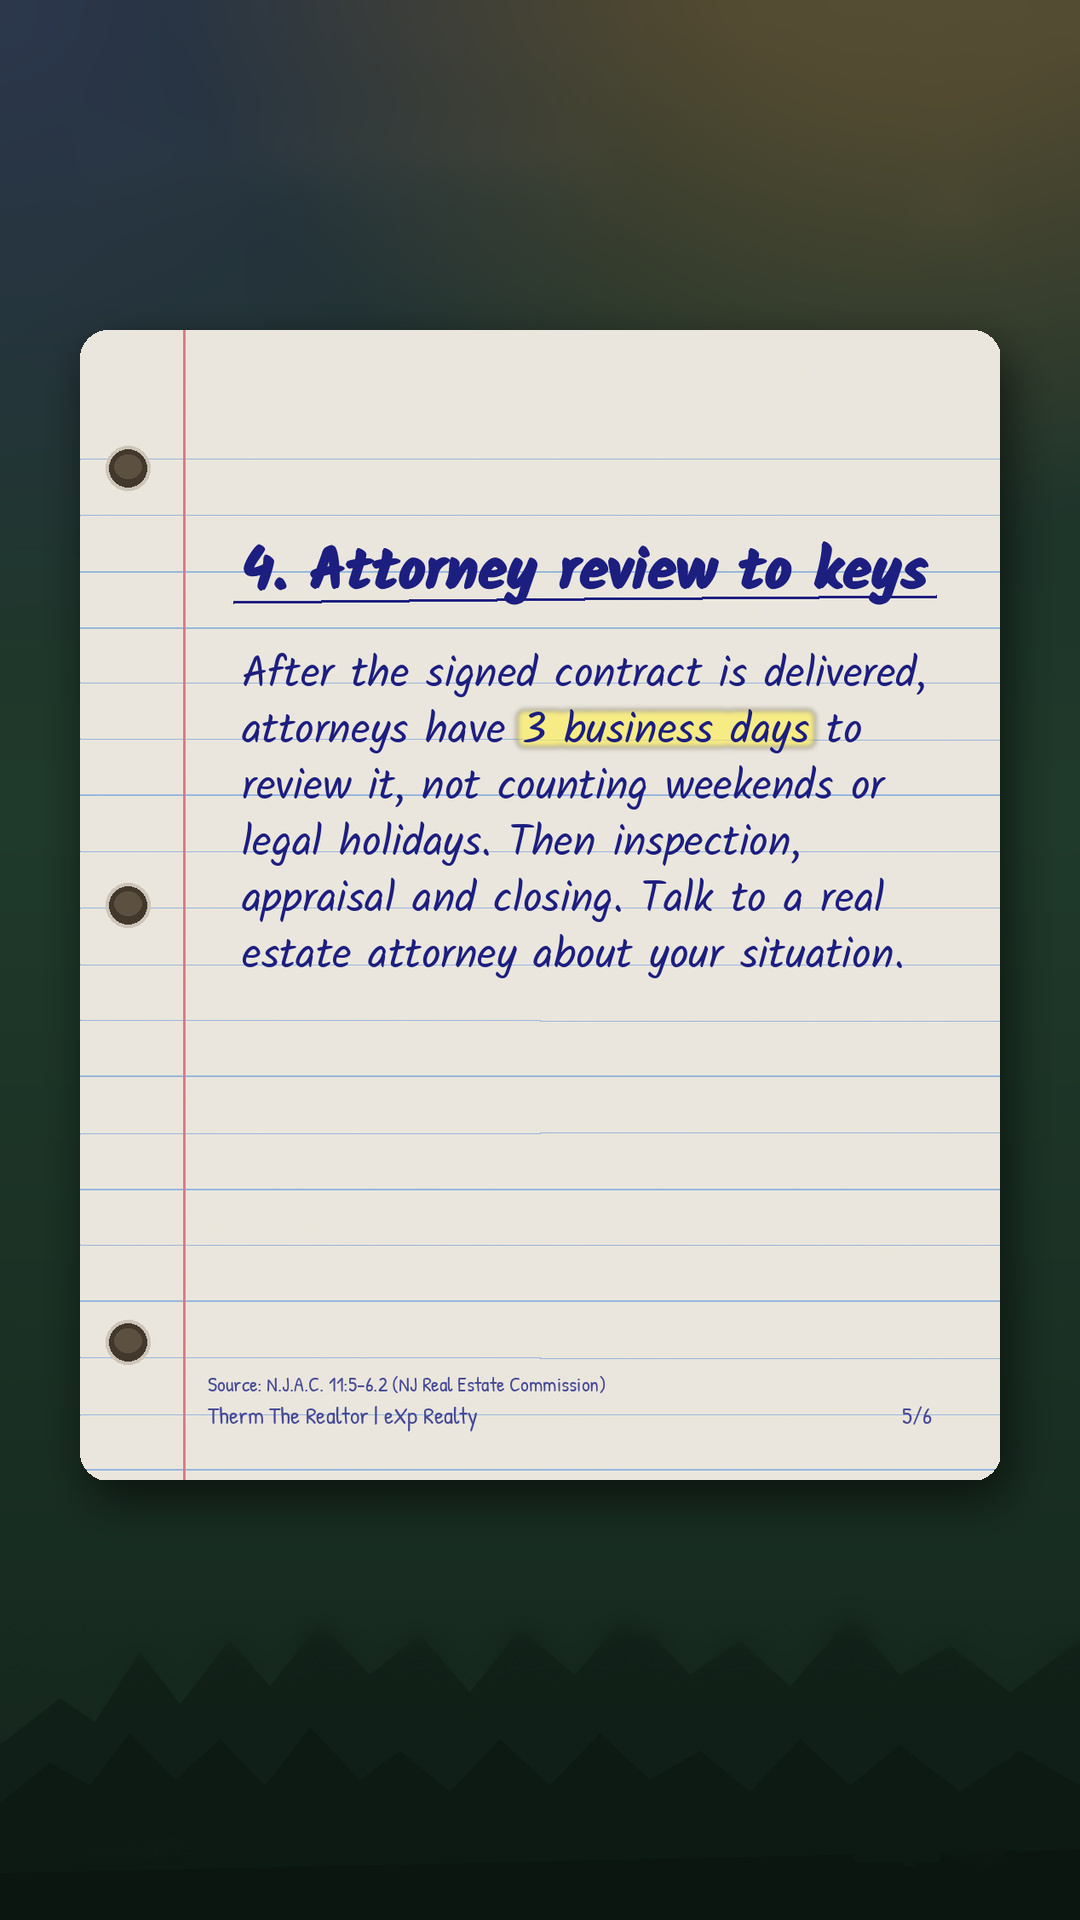 4. Attorney review to keys
After the signed contract is delivered,
attorneys have 3 business days to
review it, not counting weekends or
legal holidays. Then inspection,
appraisal and closing. Talk to a real
estate attorney about your situation.
Source: N.J.A.C. 11:5-6.2 (NJ Real Estate Commission)
Therm The Realtor | eXp Realty
5/6